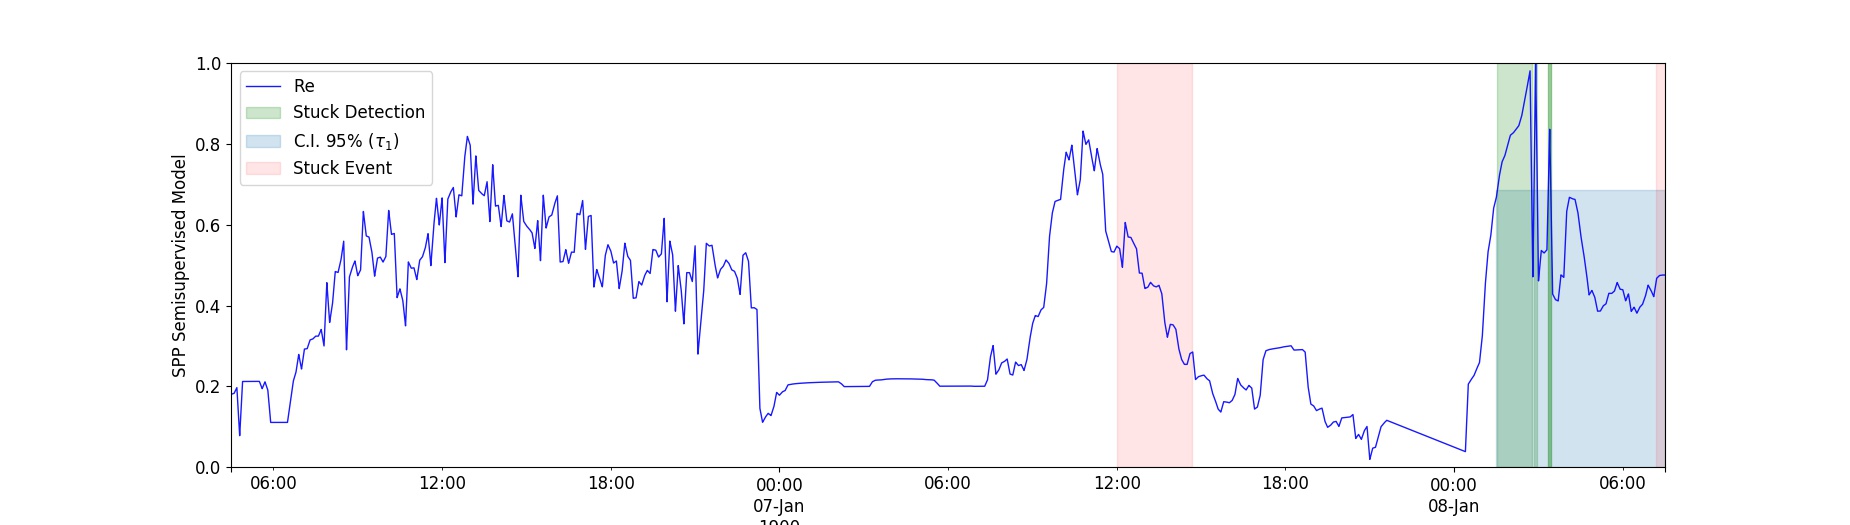 SPP Semisupervised Model
1.0
0.8
0.6
0.4
0.2
0.0
Re
Stuck Detection
C.I. 95% (τ₁)
Stuck Event
06:00 12:00 18:00 00:00 06:00 12:00 18:00 00:00 06:00
07-Jan 08-Jan
1900